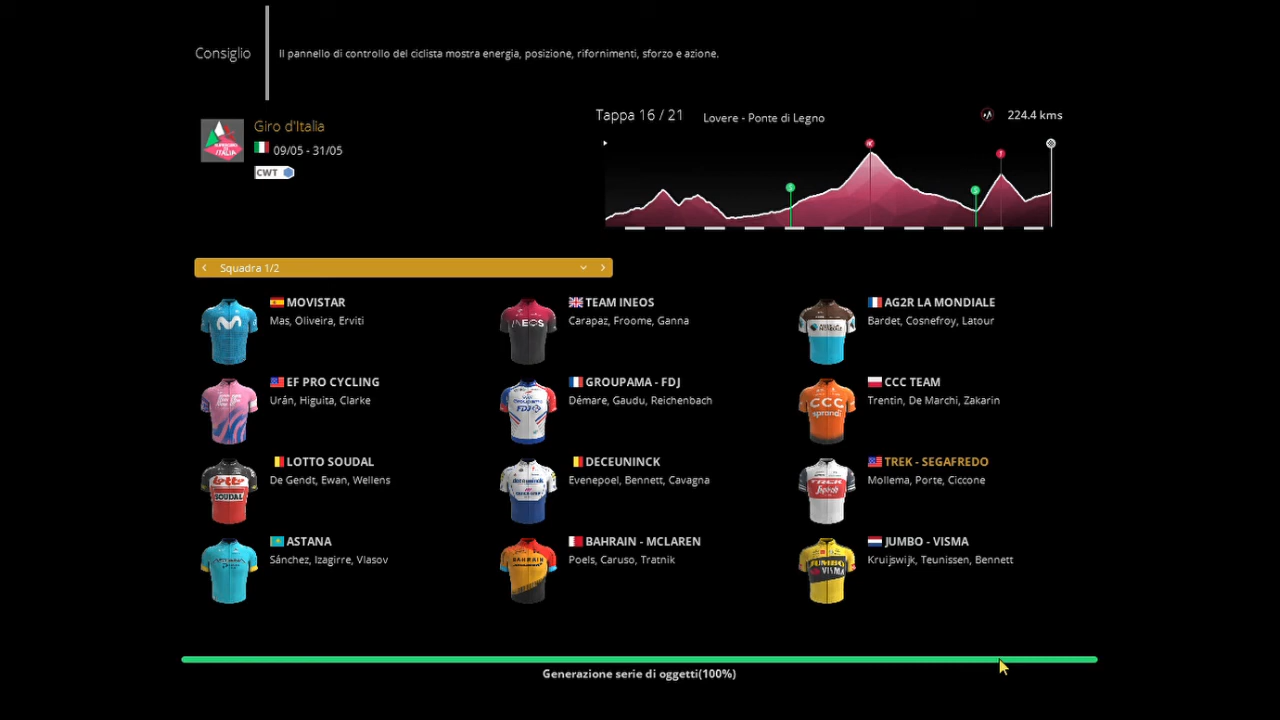 Consiglio
Il pannello di controllo del ciclista mostra energia, posizione, rifornimenti, sforzo e azione.
Giro d'Italia
09/05 - 31/05
CWT
Tappa 16 / 21 Lovere - Ponte di Legno 224.4 kms
Squadra 1/2
MOVISTAR
Mas, Oliveira, Erviti
TEAM INEOS
Carapaz, Froome, Ganna
AG2R LA MONDIALE
Bardet, Cosnefroy, Latour
EF PRO CYCLING
Urán, Higuita, Clarke
GROUPAMA - FDJ
Démare, Gaudu, Reichenbach
CCC TEAM
Trentin, De Marchi, Zakarin
LOTTO SOUDAL
De Gendt, Ewan, Wellens
DECEUNINCK
Evenepoel, Bennett, Cavagna
TREK - SEGAFREDO
Mollema, Porte, Ciccone
ASTANA
Sánchez, Izagirre, Vlasov
BAHRAIN - MCLAREN
Poels, Caruso, Tratnik
JUMBO - VISMA
Kruijswijk, Teunissen, Bennett
Generazione serie di oggetti(100%)